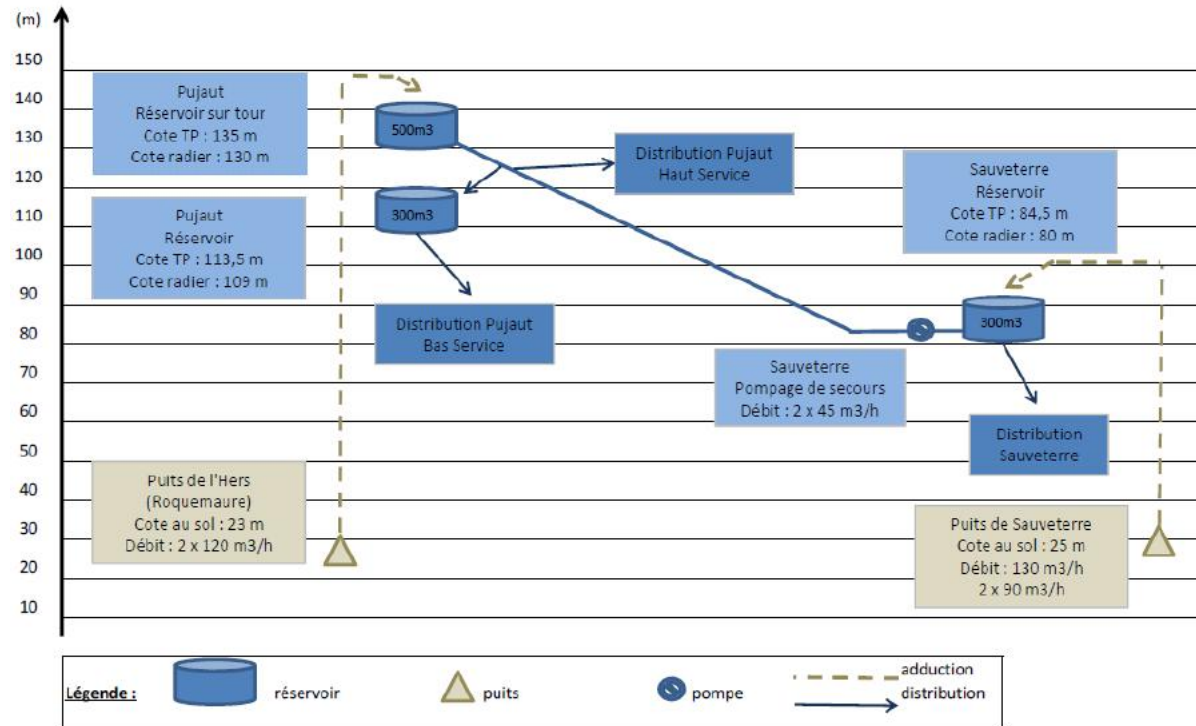 (m)
150
140
130
120
110
100
90
80
70
60
50
40
30
20
10
Pujaut
Réservoir sur tour
Cote TP : 135 m
Cote radier : 130 m
Pujaut
Réservoir
Cote TP : 113,5 m
Cote radier : 109 m
500m3
300m3
Distribution Pujaut
Haut Service
Distribution Pujaut
Bas Service
Sauveterre
Réservoir
Cote TP : 84,5 m
Cote radier : 80 m
300m3
Sauveterre
Pompage de secours
Débit : 2 x 45 m3/h
Distribution
Sauveterre
Puits de l'Hers
(Roquemaure)
Cote au sol : 23 m
Débit : 2 x 120 m3/h
Puits de Sauveterre
Cote au sol : 25 m
Débit : 130 m3/h
2 x 90 m3/h
Légende :
réservoir
puits
pompe
adduction
distribution